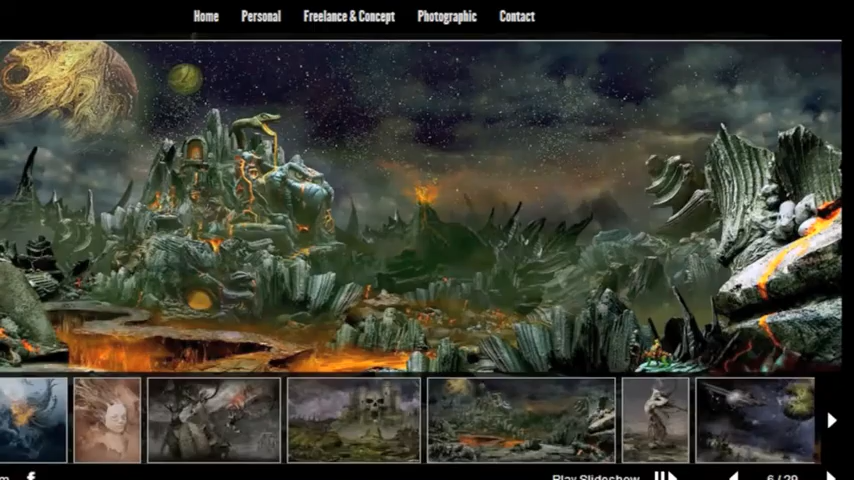 Home Personal Freelance & Concept Photographic Contact
Play Slideshow 6 / 29